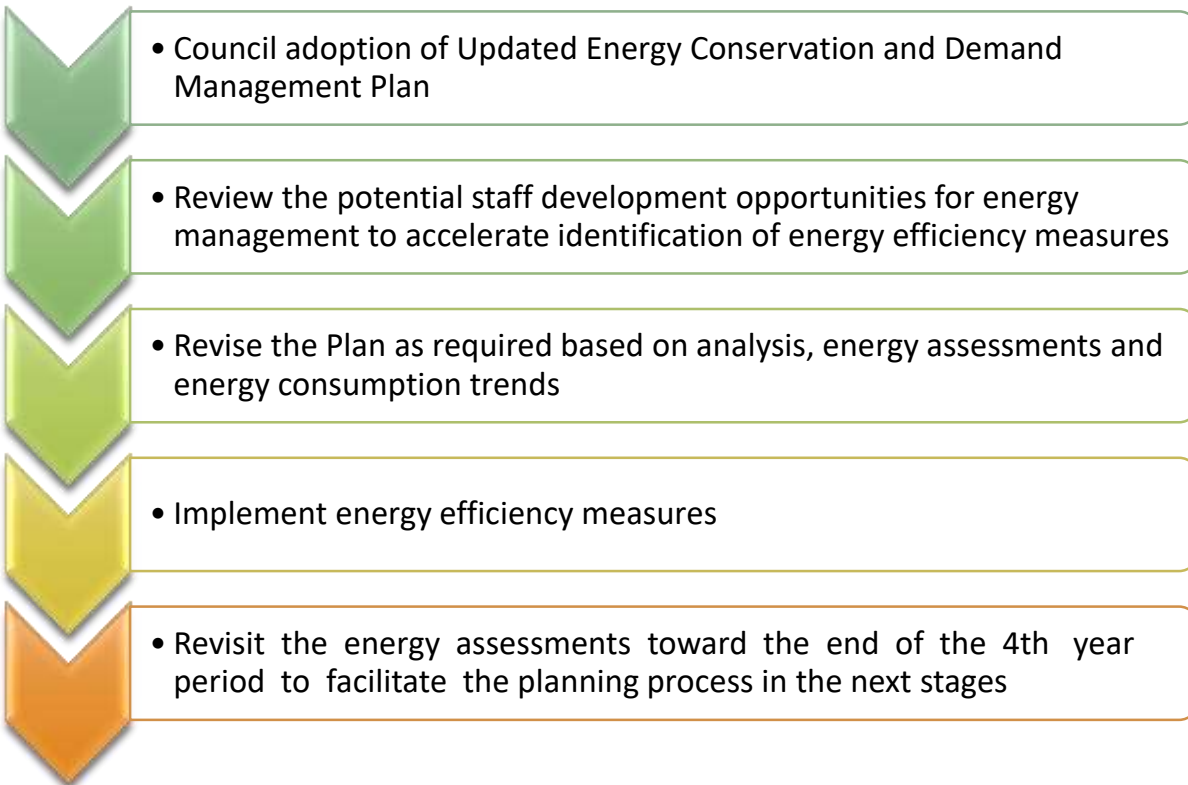 • Council adoption of Updated Energy Conservation and Demand
Management Plan
• Review the potential staff development opportunities for energy
management to accelerate identification of energy efficiency measures
• Revise the Plan as required based on analysis, energy assessments and
energy consumption trends
• Implement energy efficiency measures
• Revisit the energy assessments toward the end of the 4th year
period to facilitate the planning process in the next stages